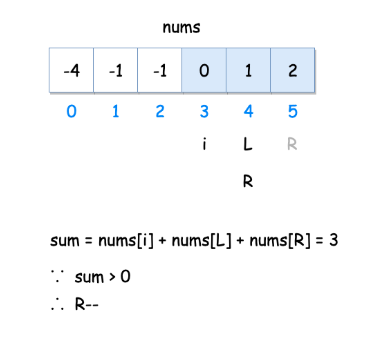 nums
-4 -1 -1 0 1 2
0 1 2 3 4 5
i L R
R
sum = nums[i] + nums[L] + nums[R] = 3
∵ sum > 0
∴ R--